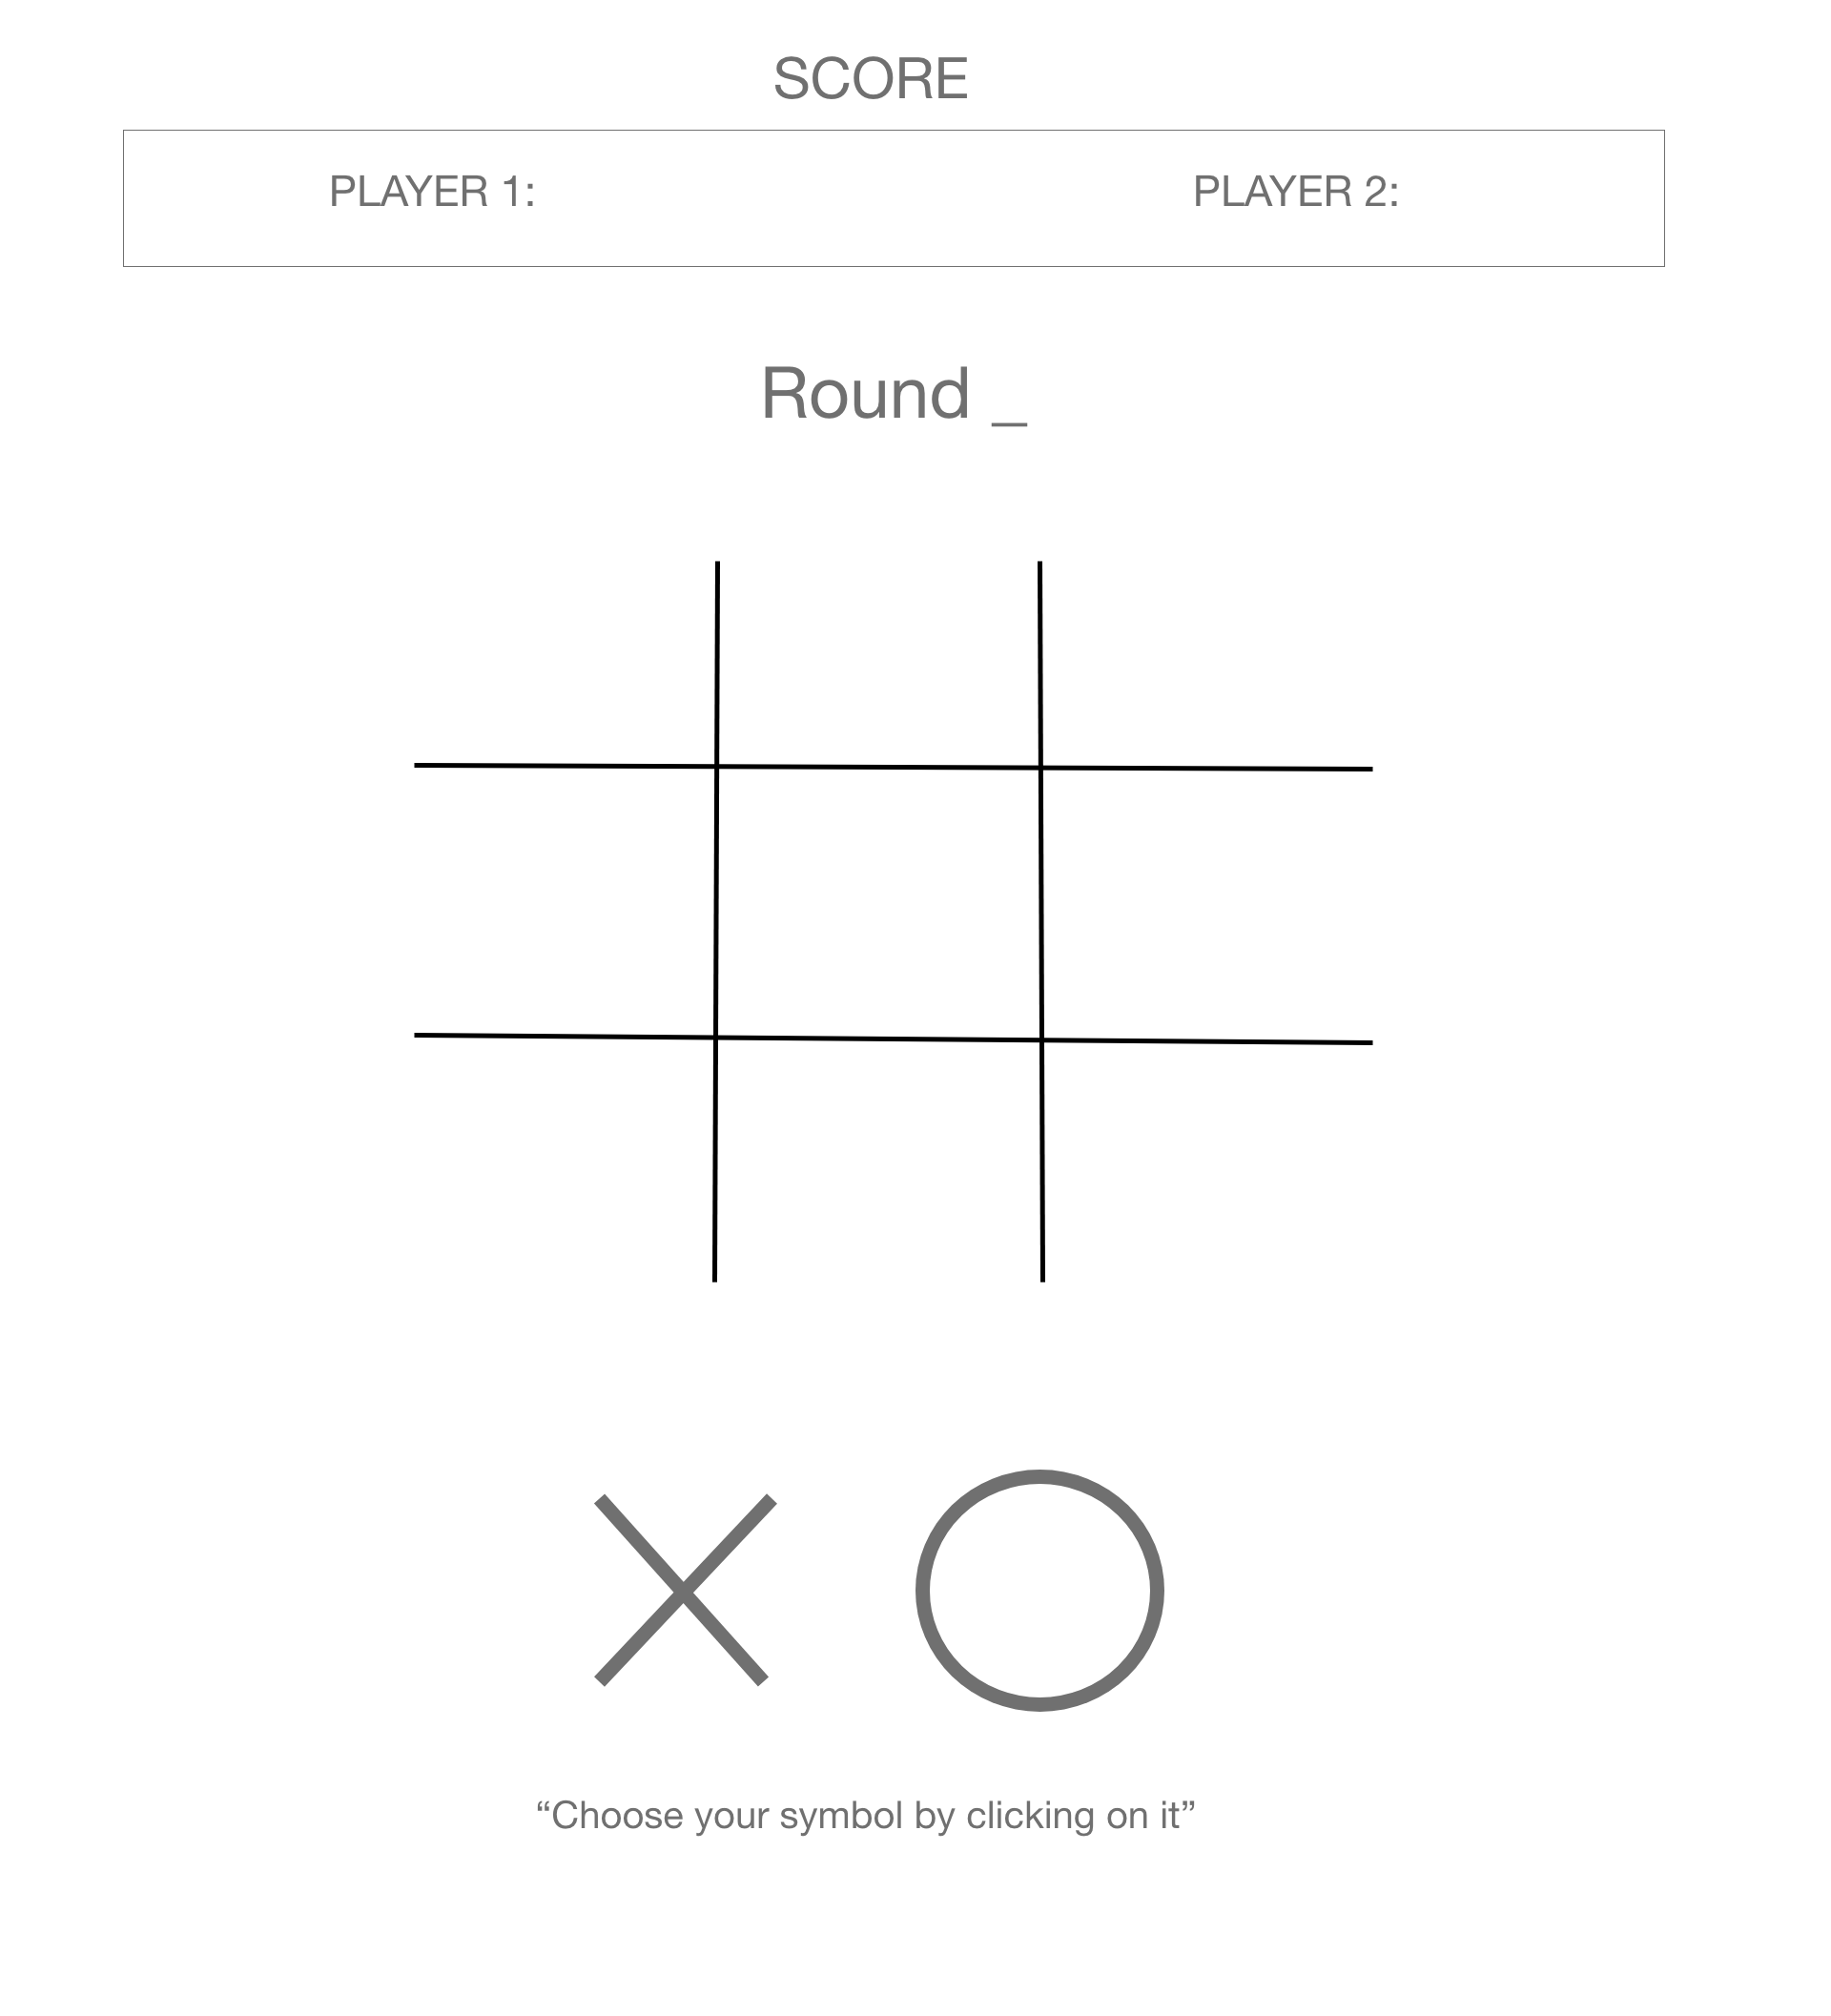 SCORE
PLAYER 1: PLAYER 2:
Round _
“Choose your symbol by clicking on it”